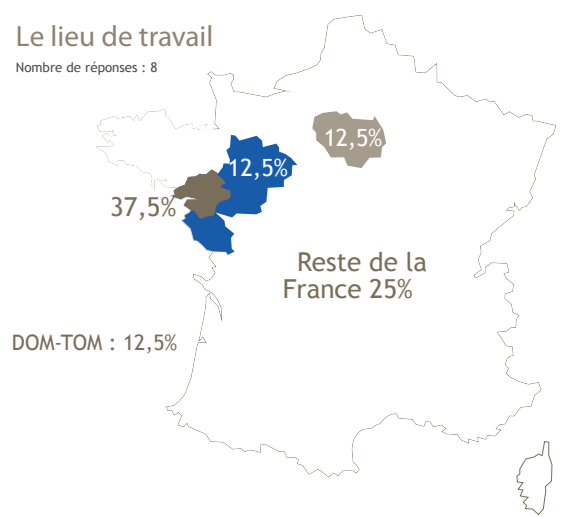 Le lieu de travail
Nombre de réponses : 8
12,5%
12,5%
37,5%
Reste de la
France 25%
DOM-TOM : 12,5%